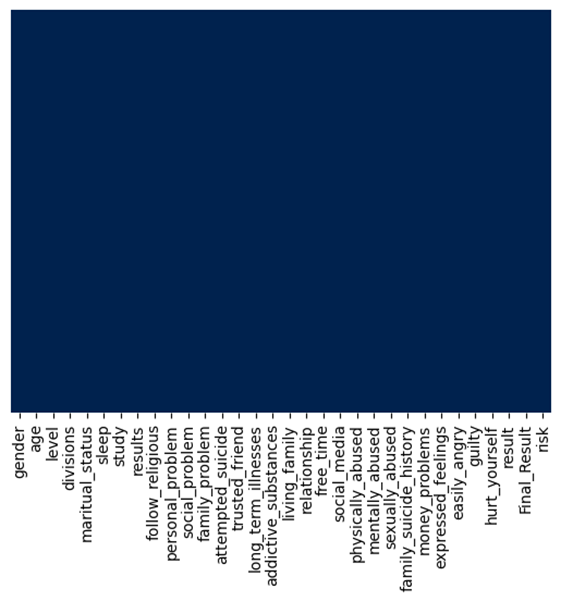 gender
age
level
divisions
maritual_status
sleep
study
results
follow_religious
personal_problem
social_problem
family_problem
attempted_suicide
trusted_friend
long_term_illnesses
addictive_substances
living_family
relationship
free_time
social_media
physically_abused
mentally_abused
sexually_abused
family_suicide_history
money_problems
expressed_feelings
easily_angry
guilty
hurt_yourself
result
Final_Result
risk